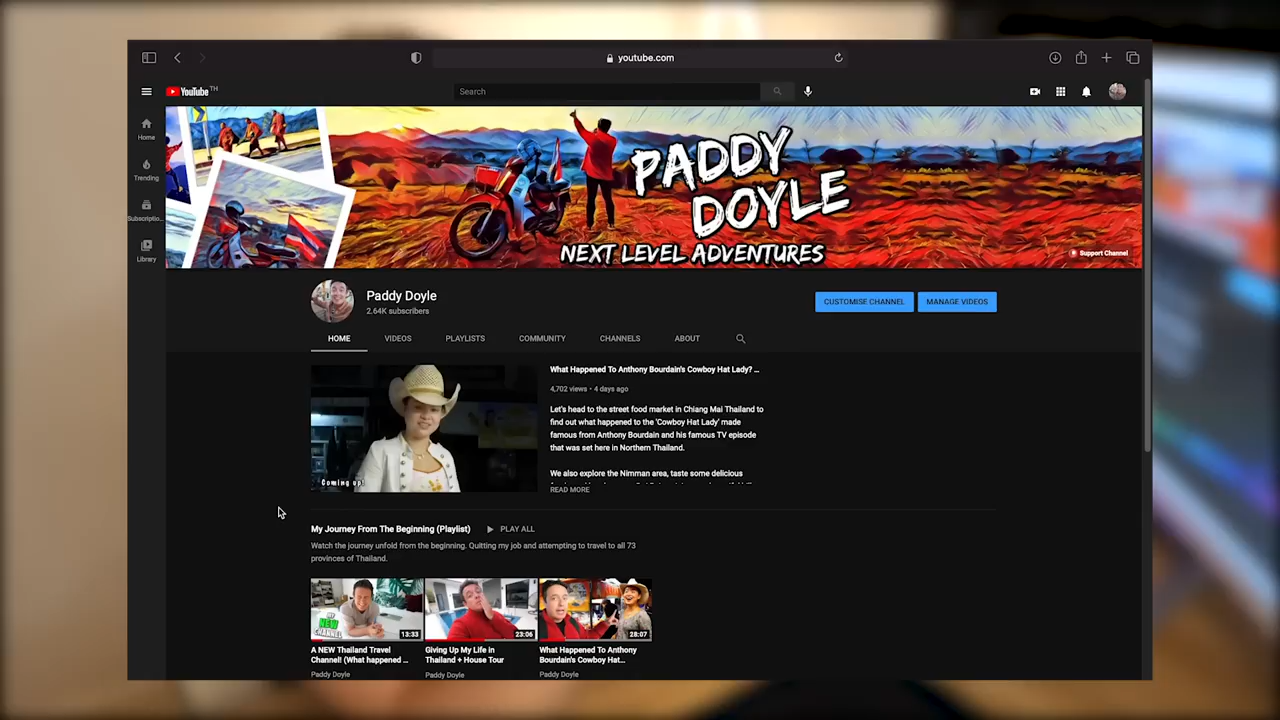 youtube.com
YouTube TH
Search
Home
Trending
Subscriptio...
Library
PADDY
DOYLE
NEXT LEVEL ADVENTURES
Support Channel
Paddy Doyle
2.64K subscribers
CUSTOMISE CHANNEL
MANAGE VIDEOS
HOME
VIDEOS
PLAYLISTS
COMMUNITY
CHANNELS
ABOUT
Coming up!
What Happened To Anthony Bourdain's Cowboy Hat Lady? ...
4,702 views • 4 days ago
Let's head to the street food market in Chiang Mai Thailand to
find out what happened to the 'Cowboy Hat Lady' made
famous from Anthony Bourdain and his famous TV episode
that was set here in Northern Thailand.
We also explore the Nimman area, taste some delicious
READ MORE
My Journey From The Beginning (Playlist)
PLAY ALL
Watch the journey unfold from the beginning. Quitting my job and attempting to travel to all 73
provinces of Thailand.
MY
NEW
CHANNEL
13:33
23:06
28:07
A NEW Thailand Travel
Channel! (What happened ...
Paddy Doyle
Giving Up My Life in
Thailand + House Tour
Paddy Doyle
What Happened To Anthony
Bourdain's Cowboy Hat...
Paddy Doyle